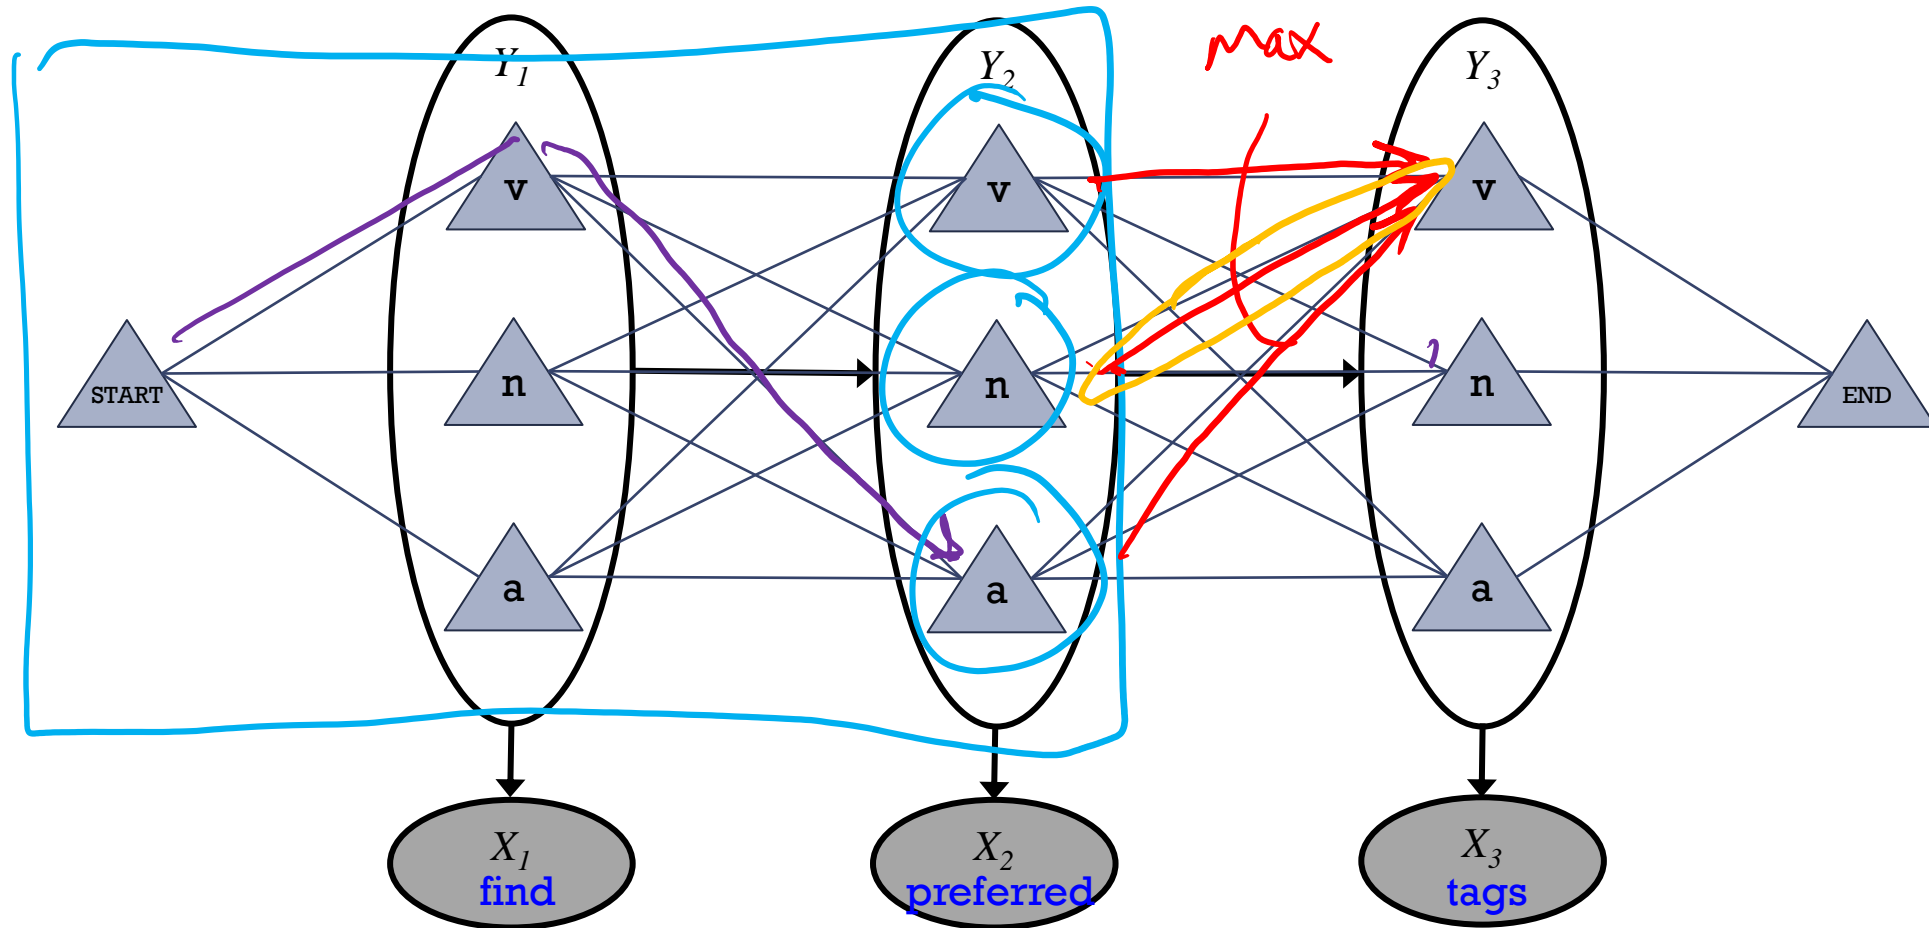 max
Y1 Y2 Y3
v v v
START n n n END
a a a
X1 X2 X3
find preferred tags